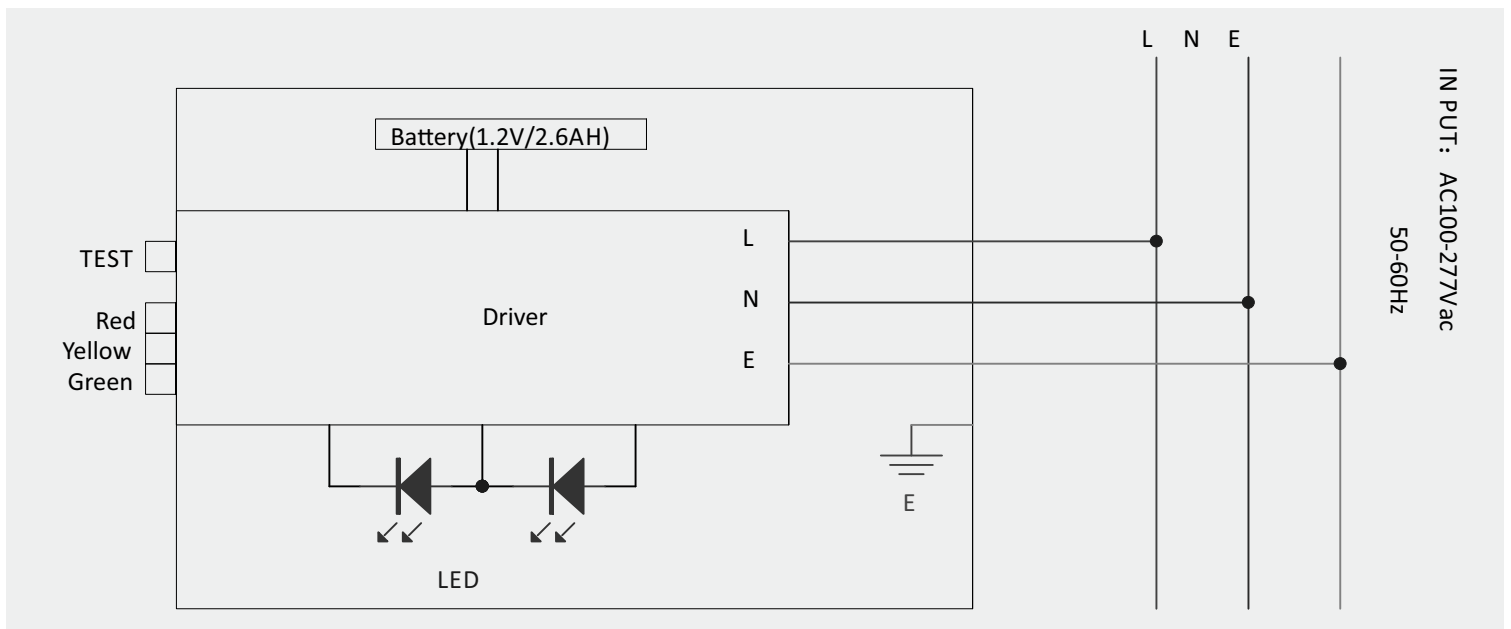 L N E
Battery(1.2V/2.6AH)
TEST
Red
Yellow
Green
Driver
L
N
E
E
LED
IN PUT： AC100-277Vac
50-60Hz